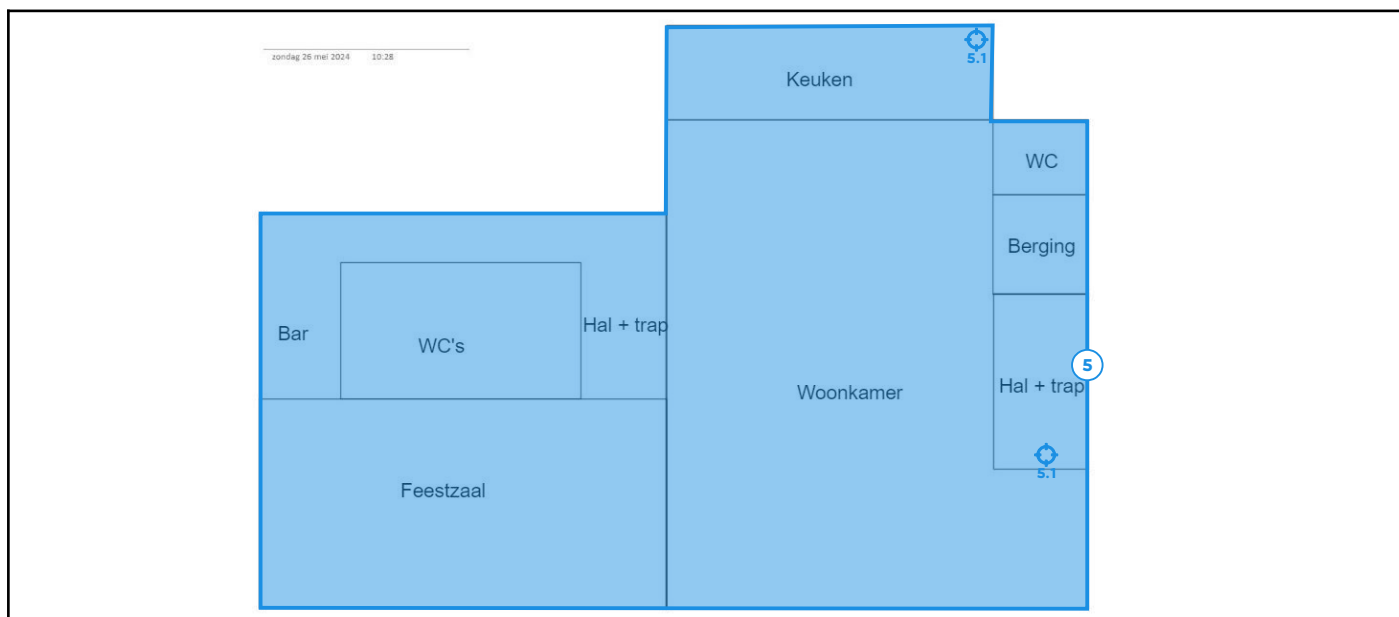 zondag 26 mei 2024 10:28
5.1
Keuken
WC
Berging
Bar
WC's
Hal + trap
Woonkamer
Hal + trap
5
5.1
Feestzaal